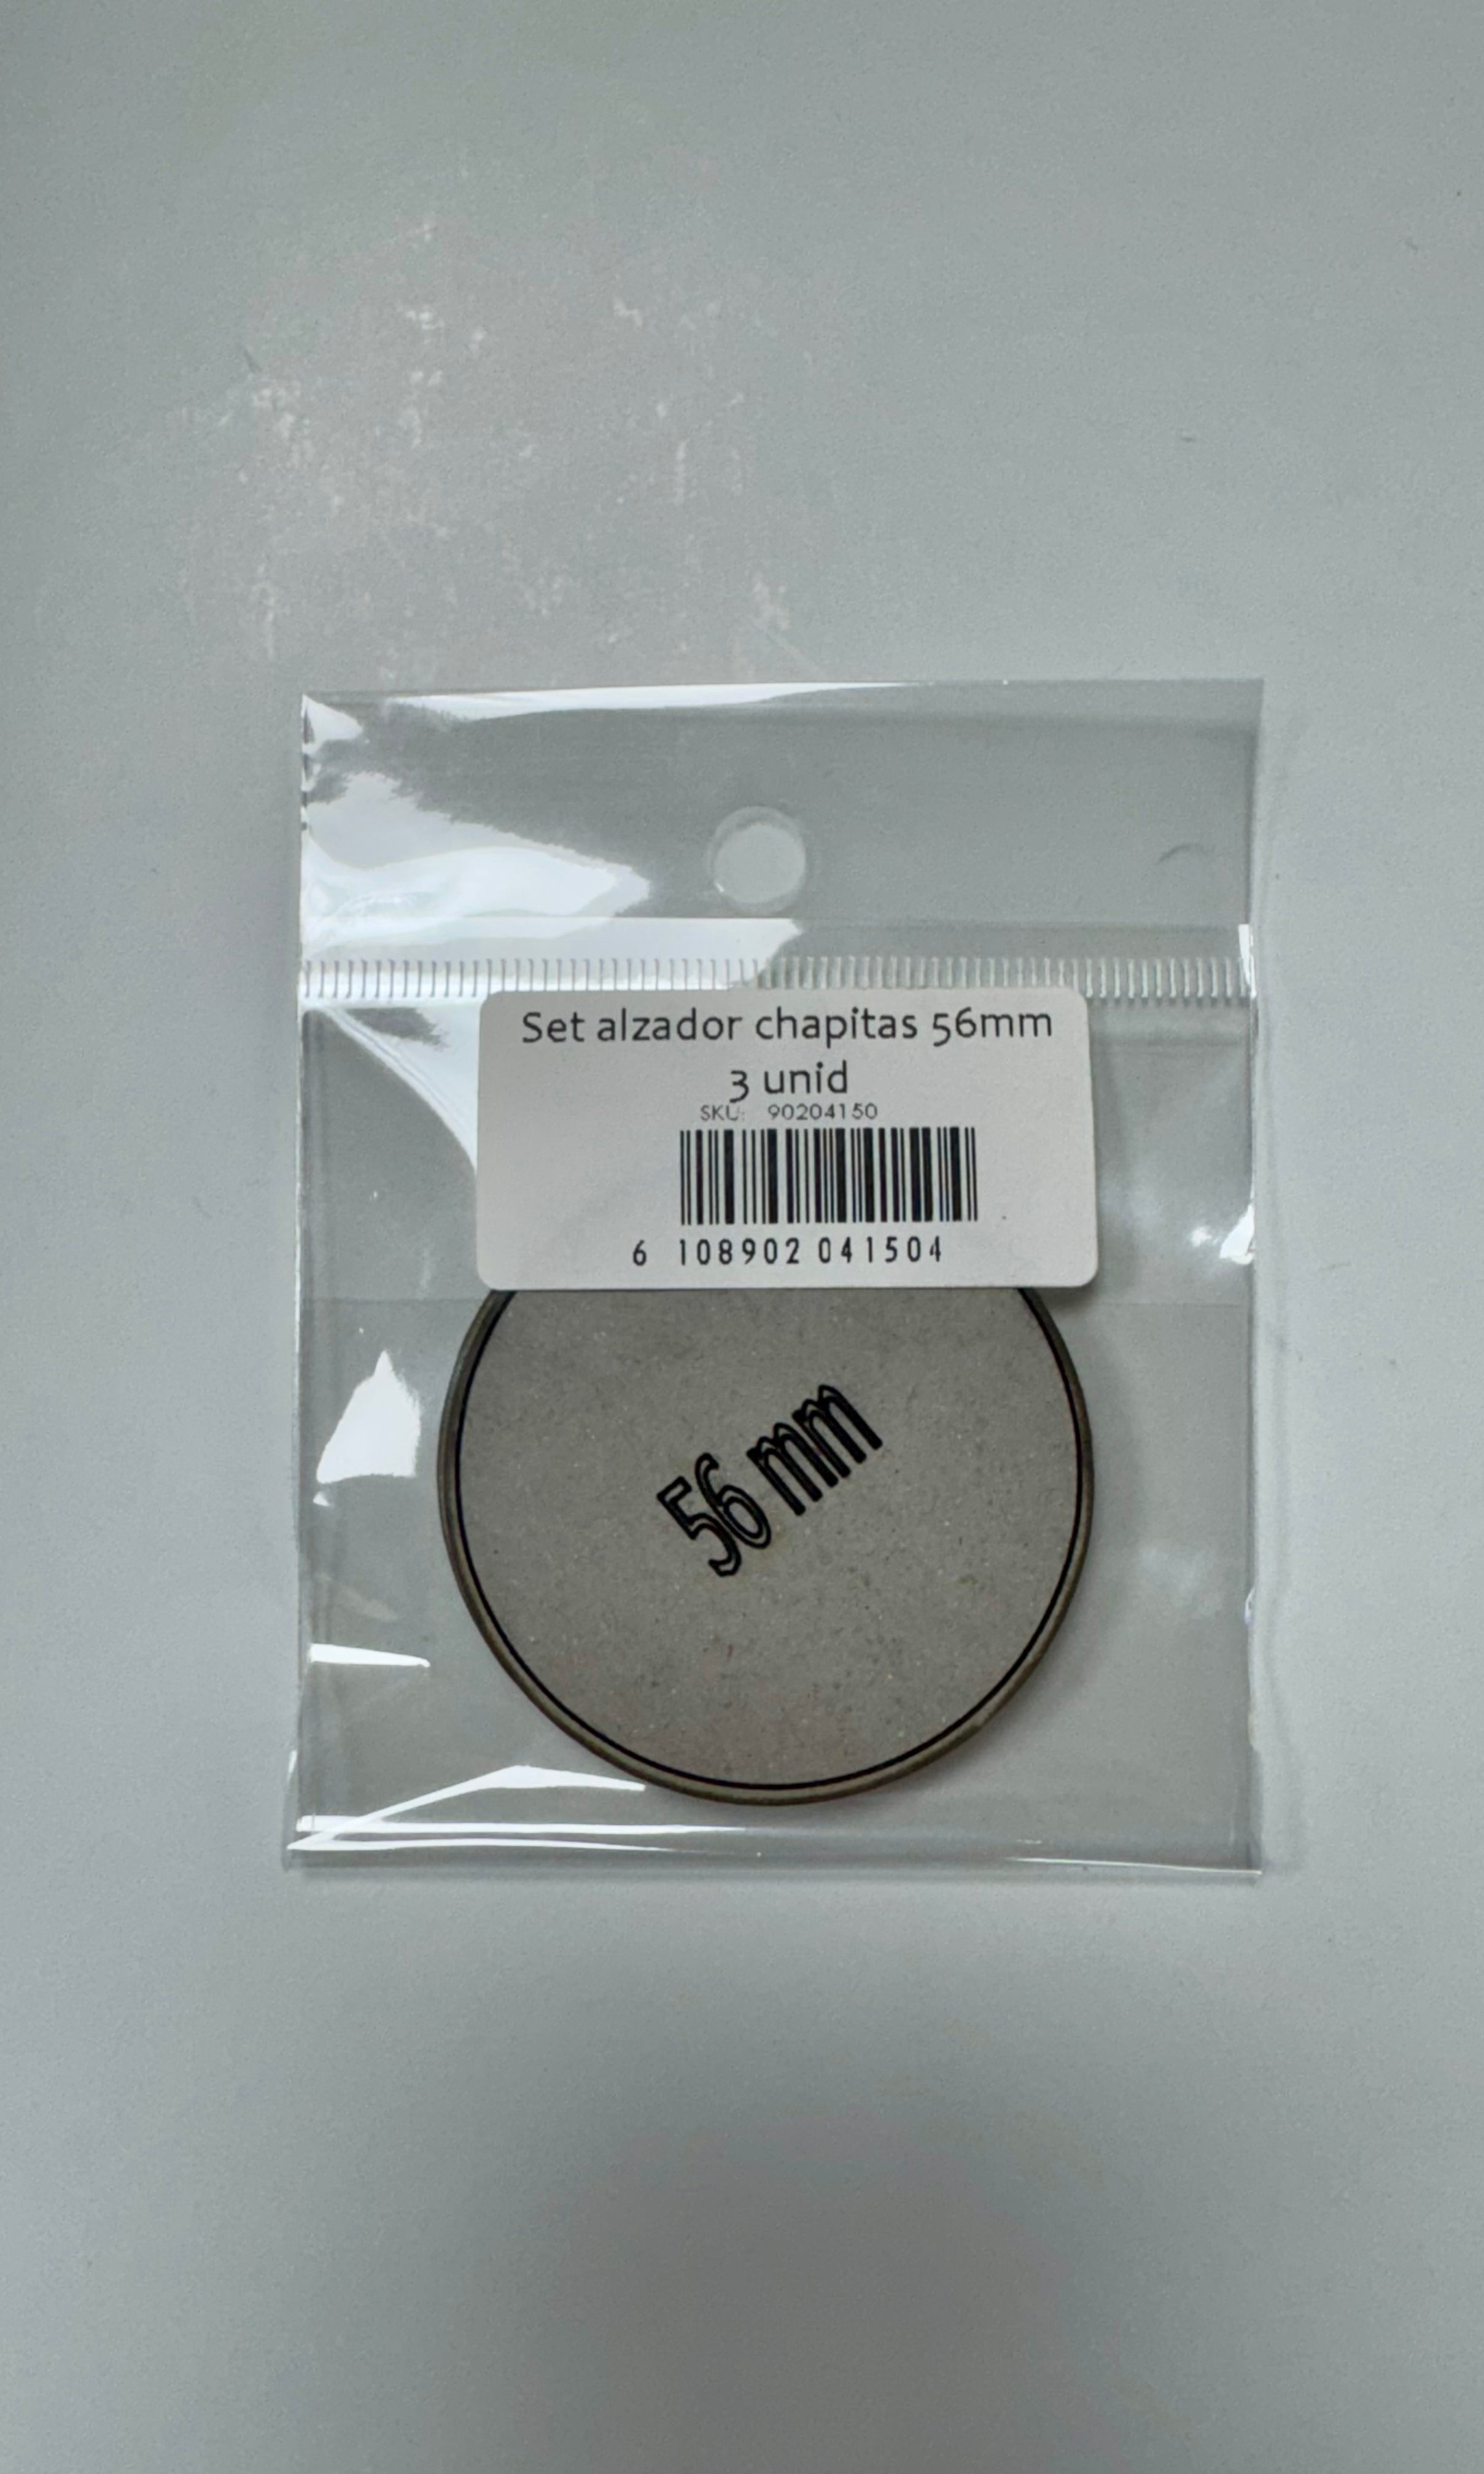 Set alzador chapitas 56mm
3 unid
SKU: 90204150
6 108902 041504
56 mm